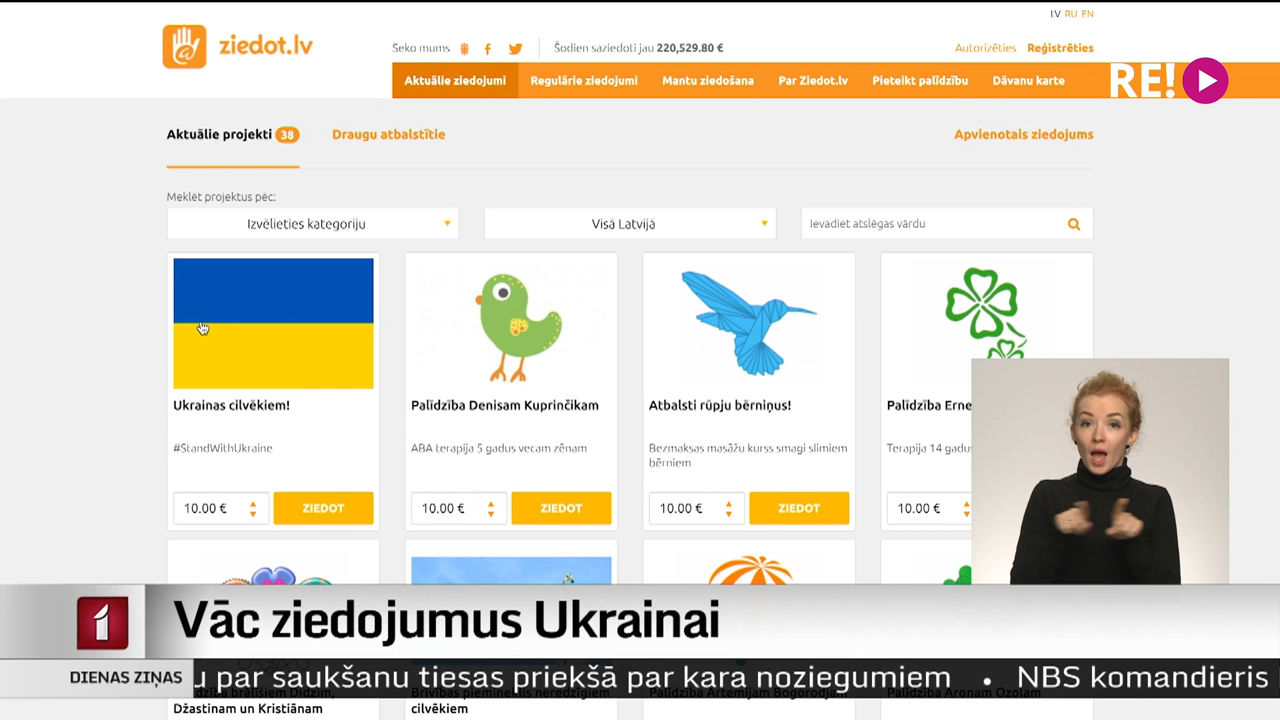 LV RU EN
ziedot.lv
Seko mums
Šodien saziedoti jau 220,529.80 €
Autorizēties Reģistrēties
Aktuālie ziedojumi Regulārie ziedojumi Mantu ziedošana Par Ziedot.lv Pieteikt palīdzību Dāvanu karte
RE!
Aktuālie projekti 38 Draugu atbalstītie Apvienotais ziedojums
Meklēt projektus pēc:
Izvēlieties kategoriju Visā Latvijā Ievadiet atslēgas vārdu
Ukrainas cilvēkiem! Palīdzība Denisam Kuprinčikam Atbalsti rūpju bērniņus! Palīdzība Erne
#StandWithUkraine ABA terapija 5 gadus vecam zēnam Bezmaksas masāžu kurss smagi slimiem Terapija 14 gadu
bērniem
10.00 € ZIEDOT 10.00 € ZIEDOT 10.00 € ZIEDOT 10.00 €
1 Vāc ziedojumus Ukrainai
DIENAS ZIŅAS u par saukšanu tiesas priekšā par kara noziegumiem • NBS komandieris
Džastinam un Kristiānam cilvēkiem